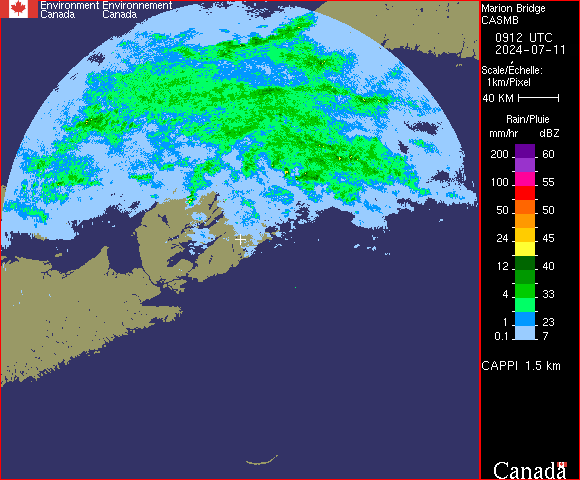 Environment Environnement
Canada Canada
Marion Bridge
CASMB
0912 UTC
2024-07-11
Scale/Échelle:
1km/Pixel
40 KM
Rain/Pluie
mm/hr dBZ
200 60
100 55
50 50
24 45
12 40
4 33
1 23
0.1 7
CAPPI 1.5 km
Canada